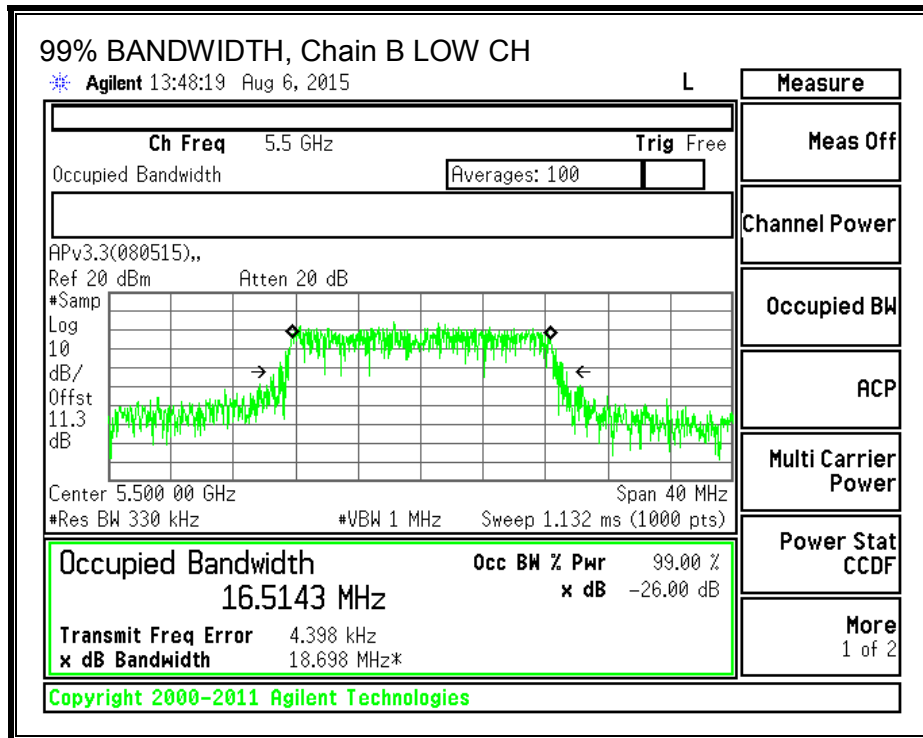 99% BANDWIDTH, Chain B LOW CH
Agilent 13:48:19 Aug 6, 2015 L
Measure
Ch Freq 5.5 GHz Trig Free
Occupied Bandwidth Averages: 100
APv3.3(080515),,
Ref 20 dBm Atten 20 dB
#Samp
Log
10
dB/
Offst
11.3
dB
Center 5.500 00 GHz Span 40 MHz
#Res BW 330 kHz #VBW 1 MHz Sweep 1.132 ms (1000 pts)
Occupied Bandwidth Occ BW % Pwr 99.00 %
16.5143 MHz x dB -26.00 dB
Transmit Freq Error 4.398 kHz
x dB Bandwidth 18.698 MHz*
Copyright 2000-2011 Agilent Technologies
Meas Off
Channel Power
Occupied BW
ACP
Multi Carrier
Power
Power Stat
CCDF
More
1 of 2